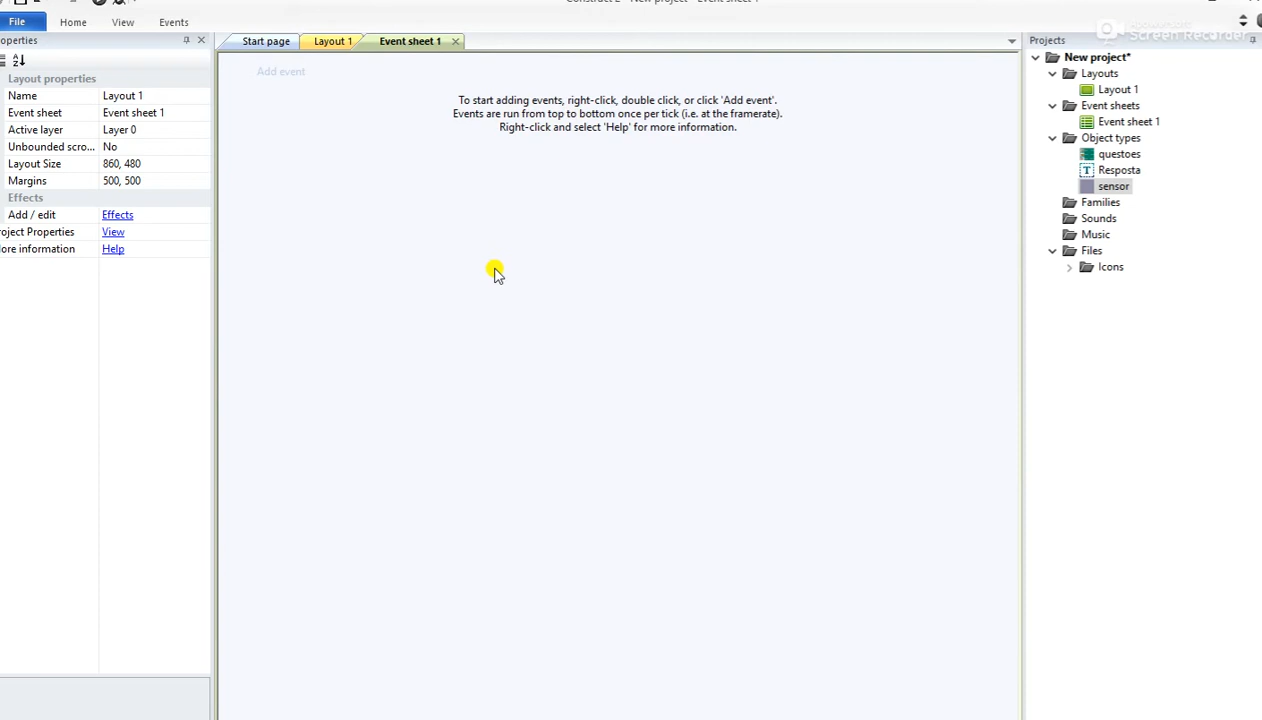 File
Home
View
Events
operties
Layout properties
Name
Layout 1
Event sheet
Event sheet 1
Active layer
Layer 0
Unbounded scro...
No
Layout Size
860, 480
Margins
500, 500
Effects
Add / edit
Effects
roject Properties
View
ore information
Help
Start page
Layout 1
Event sheet 1
Add event
To start adding events, right-click, double click, or click 'Add event'.
Events are run from top to bottom once per tick (i.e. at the framerate).
Right-click and select 'Help' for more information.
Screen Recorder
Projects
New project*
Layouts
Layout 1
Event sheets
Event sheet 1
Object types
questoes
T
Resposta
sensor
Families
Sounds
Music
Files
Icons